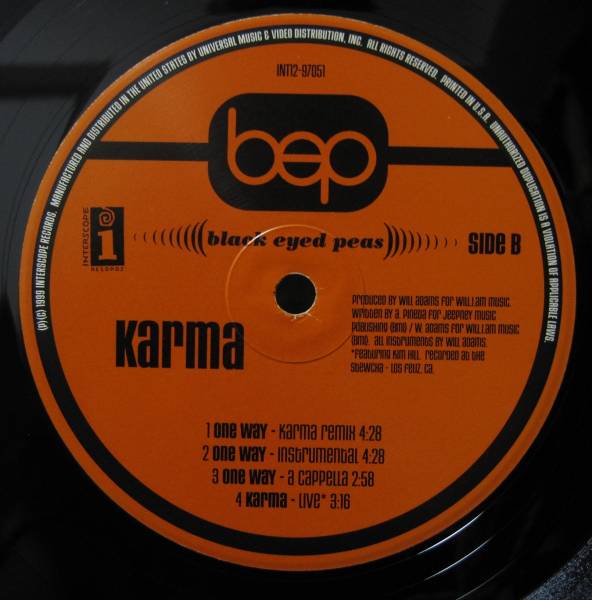 (P)(C) 1999 INTERSCOPE RECORDS. MANUFACTURED AND DISTRIBUTED IN THE UNITED STATES BY UNIVERSAL MUSIC & VIDEO DISTRIBUTION, INC. ALL RIGHTS RESERVED. PRINTED IN U.S.A. UNAUTHORIZED DUPLICATION IS A VIOLATION OF APPLICABLE LAWS.
INT12-97051
bep
black eyed peas
INTERSCOPE
i
RECORDS
SIDE B
Karma
Produced by Will Adams for will.i.am music.
Written by A. Pineda for Jeepney Music
Publishing (BMI) / W. Adams for will.i.am music
(BMI). All instruments by Will Adams.
*Featuring Kim Hill. Recorded at the
Stewcha - Los Feliz, CA.
1 One Way - Karma Remix 4:28
2 One Way - Instrumental 4:28
3 One Way - A Cappella 2:58
4 Karma - Live* 3:16